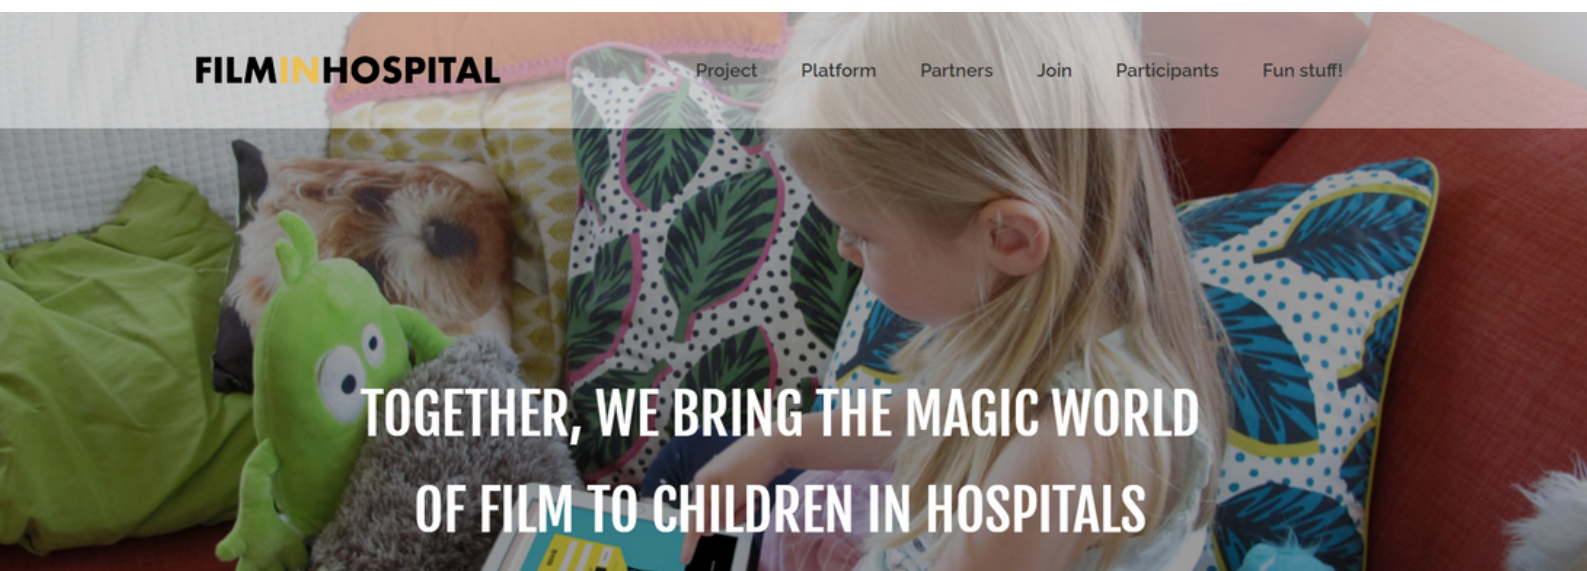 FILMINHOSPITAL
Project Platform Partners Join Participants Fun stuff!
TOGETHER, WE BRING THE MAGIC WORLD
OF FILM TO CHILDREN IN HOSPITALS